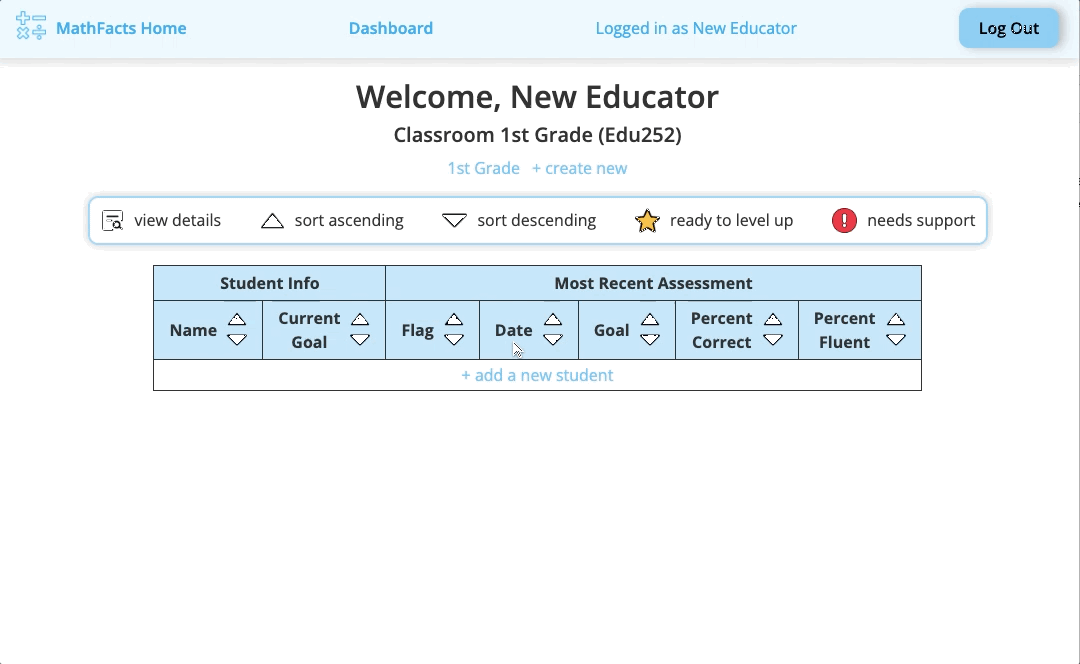 MathFacts Home Dashboard Logged in as New Educator Log Out
Welcome, New Educator
Classroom 1st Grade (Edu252)
1st Grade + create new
view details sort ascending sort descending ready to level up needs support
Student Info Most Recent Assessment
Name Current Goal Flag Date Goal Percent Correct Percent Fluent
+ add a new student